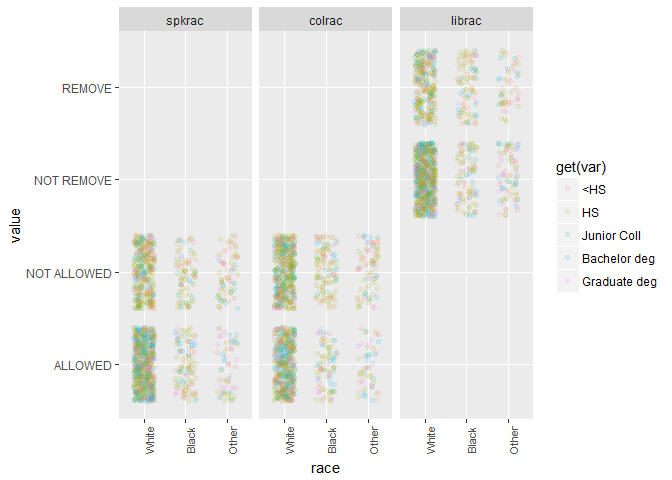 spkrac colrac librac
REMOVE
NOT REMOVE
NOT ALLOWED
ALLOWED
value
White Black Other White Black Other White Black Other
race
get(var)
<HS
HS
Junior Coll
Bachelor deg
Graduate deg